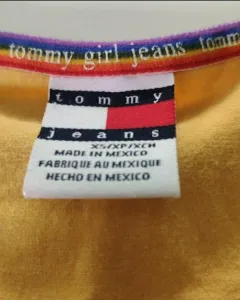 tommy girl jeans tommy
tommy
jeans
XS/XP/XCH
MADE IN MEXICO
FABRIQUE AU MEXIQUE
HECHO EN MEXICO